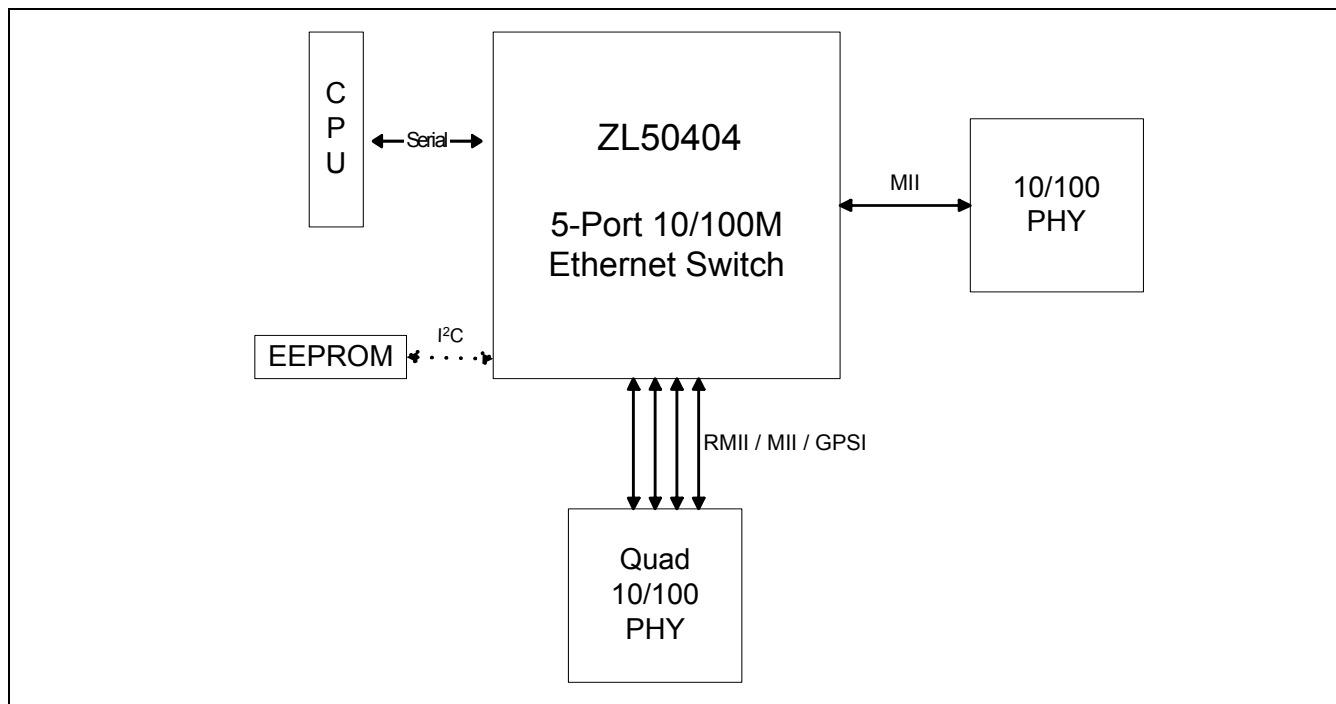 C
P
U
Serial
ZL50404
5-Port 10/100M
Ethernet Switch
MII
10/100
PHY
EEPROM
I²C
RMII / MII / GPSI
Quad
10/100
PHY